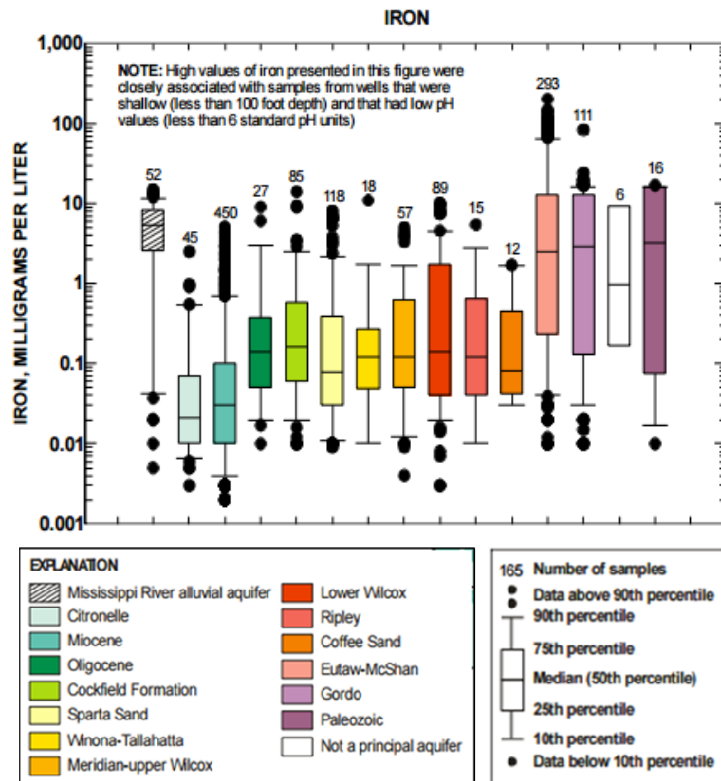 IRON
1,000
100
10
1
0.1
0.01
0.001
IRON, MILLIGRAMS PER LITER
NOTE: High values of iron presented in this figure were
closely associated with samples from wells that were
shallow (less than 100 foot depth) and that had low pH
values (less than 6 standard pH units)
52
45
450
27
85
118
18
57
89
15
12
293
111
6
16
EXPLANATION
Mississippi River alluvial aquifer
Citronelle
Miocene
Oligocene
Cockfield Formation
Sparta Sand
Winona-Tallahatta
Meridian-upper Wilcox
Lower Wilcox
Ripley
Coffee Sand
Eutaw-McShan
Gordo
Paleozoic
Not a principal aquifer
165 Number of samples
Data above 90th percentile
90th percentile
75th percentile
Median (50th percentile)
25th percentile
10th percentile
Data below 10th percentile